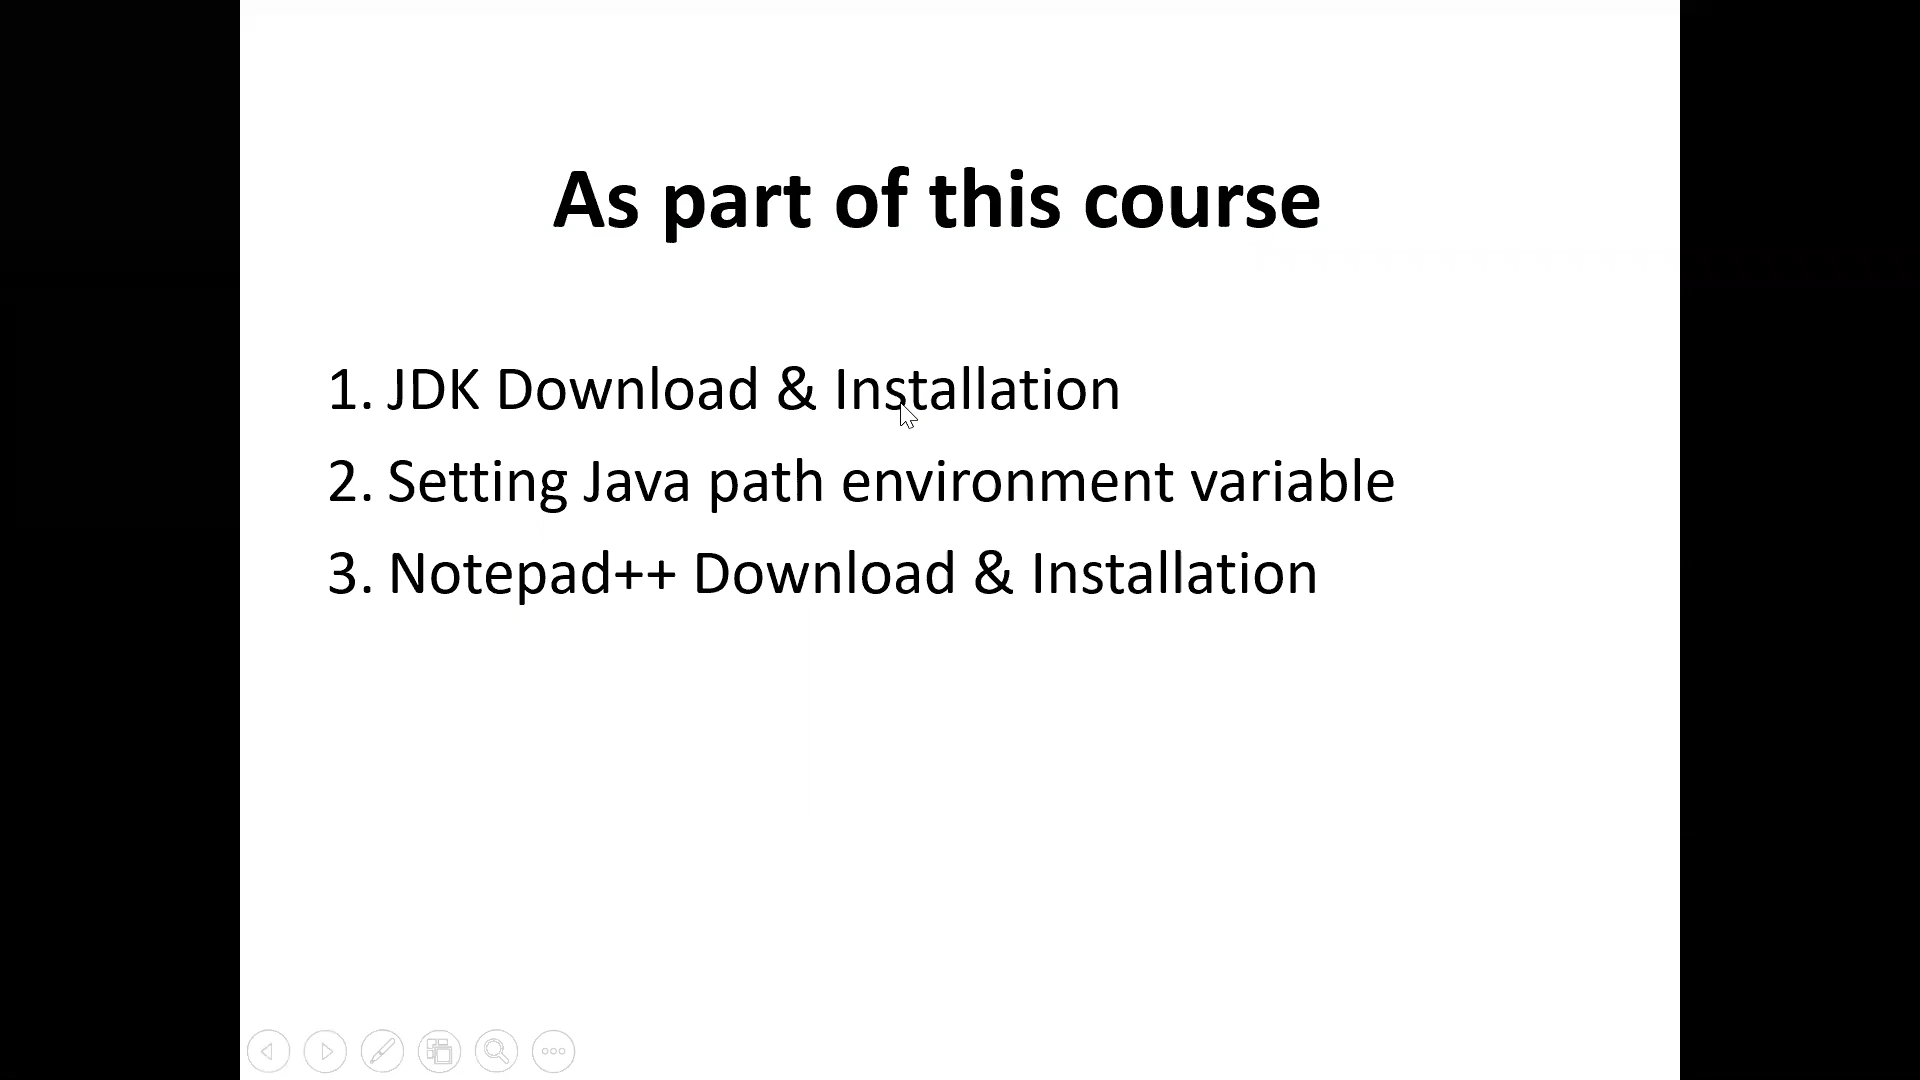 As part of this course
1. JDK Download & Installation
2. Setting Java path environment variable
3. Notepad++ Download & Installation